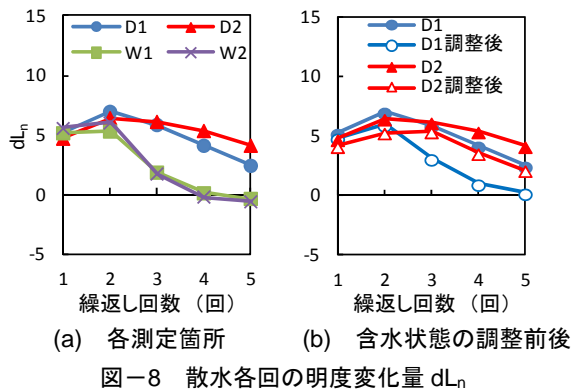 15
10
5
0
-5
dLn
D1 D2
W1 W2
1 2 3 4 5
繰返し回数 （回）
(a) 各測定箇所
15
10
5
0
-5
D1
D1調整後
D2
D2調整後
1 2 3 4 5
繰返し回数 （回）
(b) 含水状態の調整前後
図－8 散水各回の明度変化量 dLn